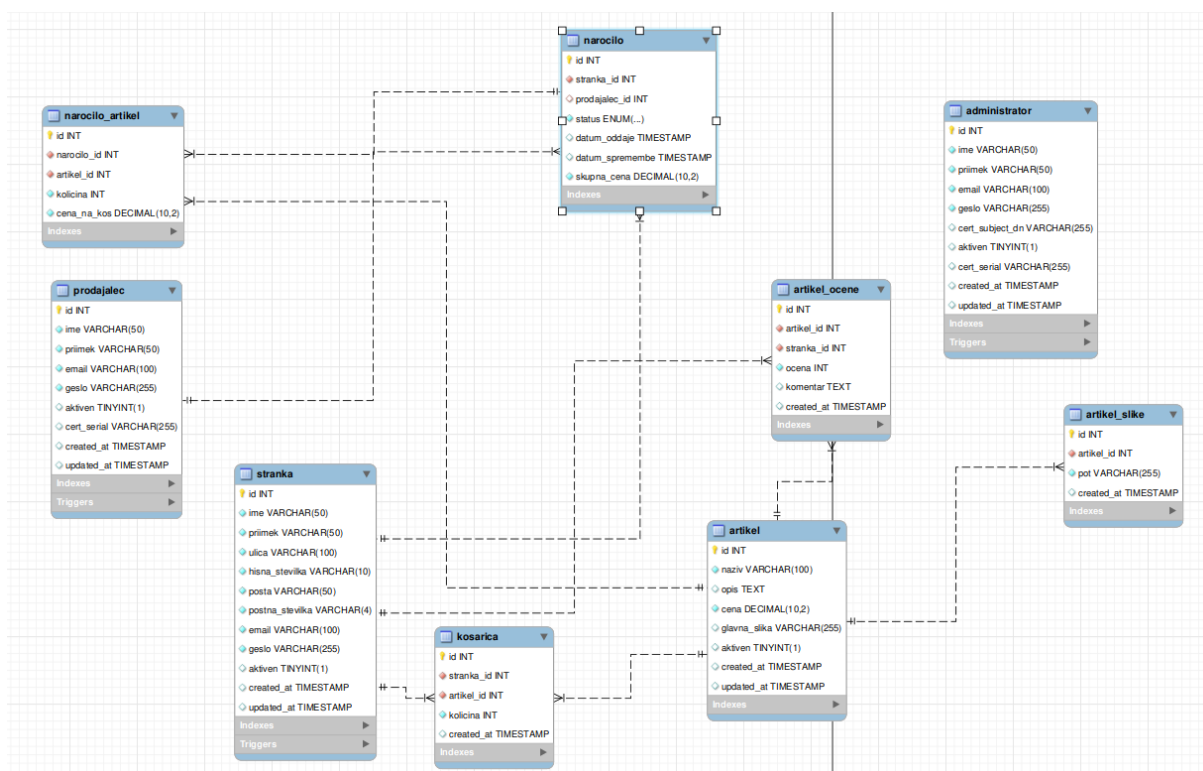 narocilo
id INT
stranka_id INT
prodajalec_id INT
status ENUM(...)
datum_oddaje TIMESTAMP
datum_spremembe TIMESTAMP
skupna_cena DECIMAL(10,2)
Indexes
narocilo_artikel
id INT
narocilo_id INT
artikel_id INT
kolicina INT
cena_na_kos DECIMAL(10,2)
Indexes
administrator
id INT
ime VARCHAR(50)
priimek VARCHAR(50)
email VARCHAR(100)
geslo VARCHAR(255)
cert_subject_dn VARCHAR(255)
aktiven TINYINT(1)
cert_serial VARCHAR(255)
created_at TIMESTAMP
updated_at TIMESTAMP
Indexes
Triggers
prodajalec
id INT
ime VARCHAR(50)
priimek VARCHAR(50)
email VARCHAR(100)
geslo VARCHAR(255)
aktiven TINYINT(1)
cert_serial VARCHAR(255)
created_at TIMESTAMP
updated_at TIMESTAMP
Indexes
Triggers
artikel_ocene
id INT
artikel_id INT
stranka_id INT
ocena INT
komentar TEXT
created_at TIMESTAMP
Indexes
artikel_slike
id INT
artikel_id INT
pot VARCHAR(255)
created_at TIMESTAMP
Indexes
stranka
id INT
ime VARCHAR(50)
priimek VARCHAR(50)
ulica VARCHAR(100)
hisna_stevilka VARCHAR(10)
posta VARCHAR(50)
postna_stevilka VARCHAR(4)
email VARCHAR(100)
geslo VARCHAR(255)
aktiven TINYINT(1)
created_at TIMESTAMP
updated_at TIMESTAMP
Indexes
Triggers
artikel
id INT
naziv VARCHAR(100)
opis TEXT
cena DECIMAL(10,2)
glavna_slika VARCHAR(255)
aktiven TINYINT(1)
created_at TIMESTAMP
updated_at TIMESTAMP
Indexes
kosarica
id INT
stranka_id INT
artikel_id INT
kolicina INT
created_at TIMESTAMP
Indexes